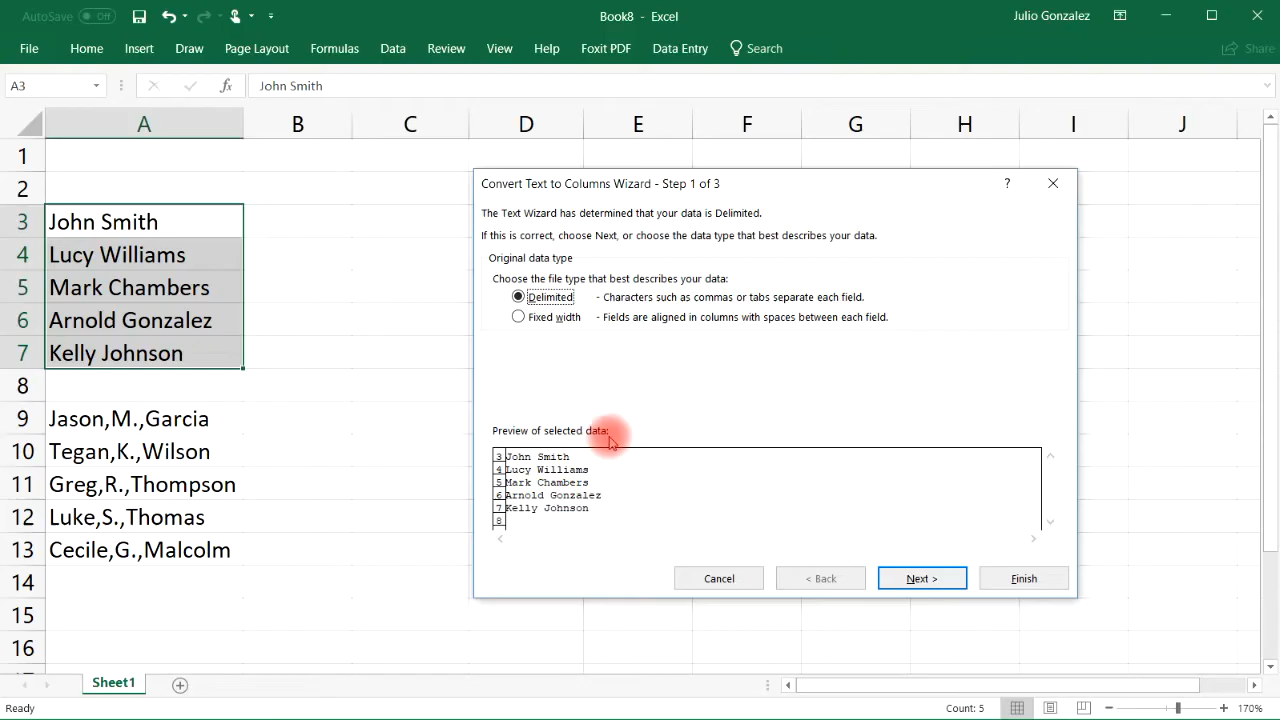 AutoSave Off
Book8 - Excel
Julio Gonzalez
File Home Insert Draw Page Layout Formulas Data Review View Help Foxit PDF Data Entry Search Share
A3 fx John Smith
A B C D E F G H I J
1
2
3 John Smith
4 Lucy Williams
5 Mark Chambers
6 Arnold Gonzalez
7 Kelly Johnson
8
9 Jason,M.,Garcia
10 Tegan,K.,Wilson
11 Greg,R.,Thompson
12 Luke,S.,Thomas
13 Cecile,G.,Malcolm
14
15
16
Convert Text to Columns Wizard - Step 1 of 3 ?
The Text Wizard has determined that your data is Delimited.
If this is correct, choose Next, or choose the data type that best describes your data.
Original data type
Choose the file type that best describes your data:
Delimited - Characters such as commas or tabs separate each field.
Fixed width - Fields are aligned in columns with spaces between each field.
Preview of selected data:
3 John Smith
4 Lucy Williams
5 Mark Chambers
6 Arnold Gonzalez
7 Kelly Johnson
8
Cancel < Back Next > Finish
Sheet1
Ready Count: 5 170%